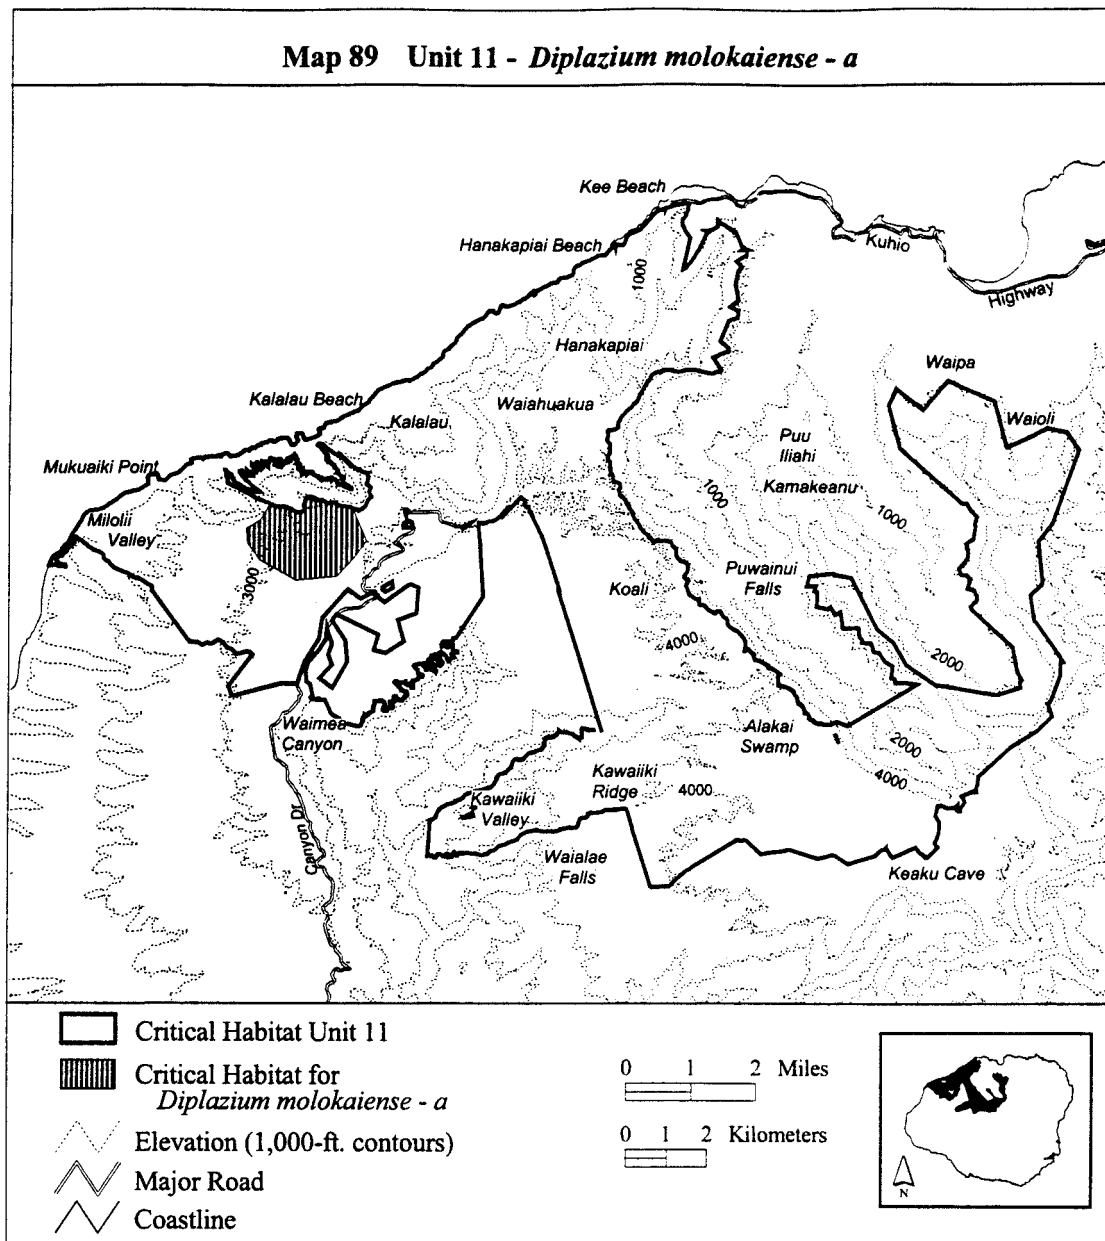 Map 89 Unit 11 - Diplazium molokaiense - a
Kee Beach
Hanakapiai Beach
Kuhio
Highway
1000
Hanakapiai
Waipa
Kalalau Beach
Waiahuakua
Kalalau
Waioli
Puu
Iliahi
Mukuaiki Point
Kamakeanu
1000
1000
Milolii
Valley
Puwainui
Falls
3000
Koali
4000
2000
Waimea
Canyon
Alakai
Swamp
2000
4000
Kawaiiki
Ridge
4000
Kawaiiki
Valley
Canyon Dr
Waialae
Falls
Keaku Cave
Critical Habitat Unit 11
Critical Habitat for
Diplazium molokaiense - a
Elevation (1,000-ft. contours)
Major Road
Coastline
0 1 2 Miles
0 1 2 Kilometers
N